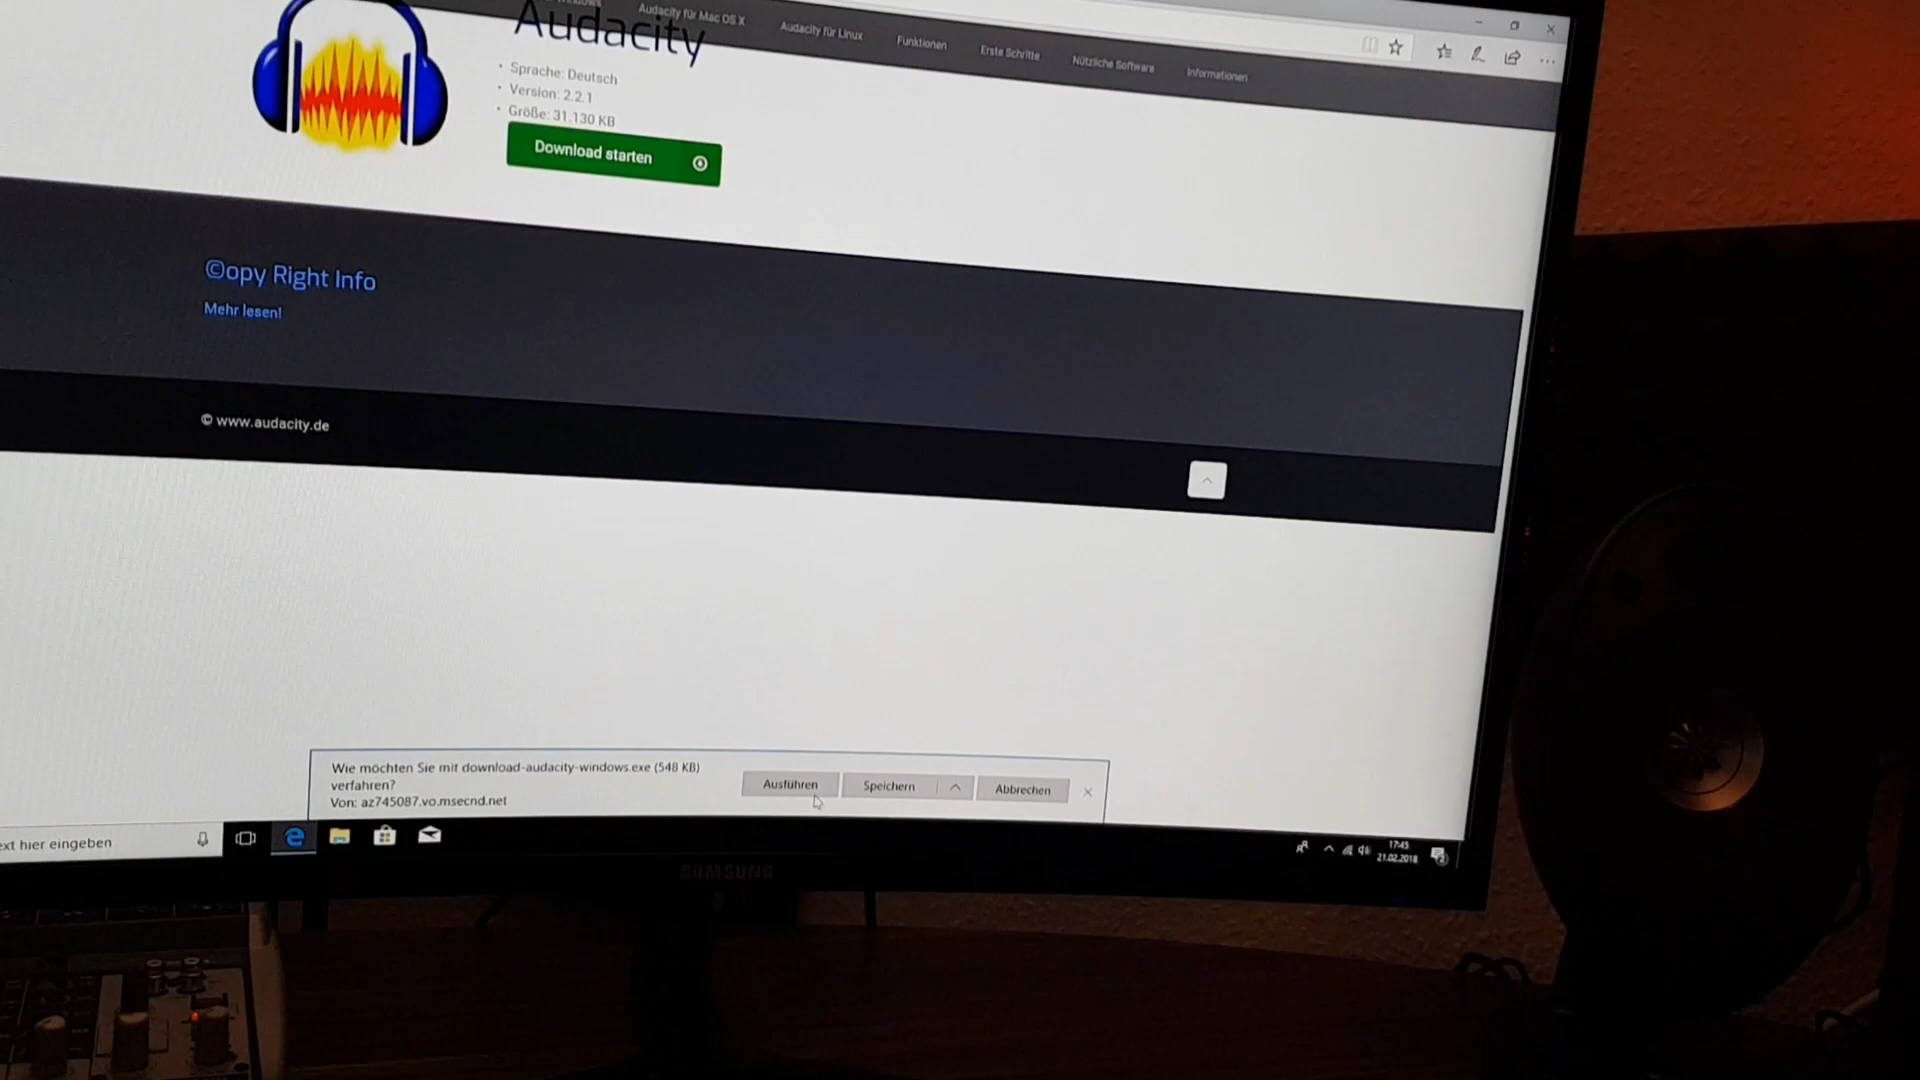 Audacity für Mac OS X
Audacity für Linux
Funktionen
Erste Schritte
Nützliche Software
Informationen
Audacity
Sprache: Deutsch
Version: 2.2.1
Größe: 31.130 KB
Download starten
©opy Right Info
Mehr lesen!
© www.audacity.de
Wie möchten Sie mit download-audacity-windows.exe (548 KB)
verfahren?
Von: az745087.vo.msecnd.net
Ausführen
Speichern
Abbrechen
ext hier eingeben
17:45
21.02.2018
SAMSUNG